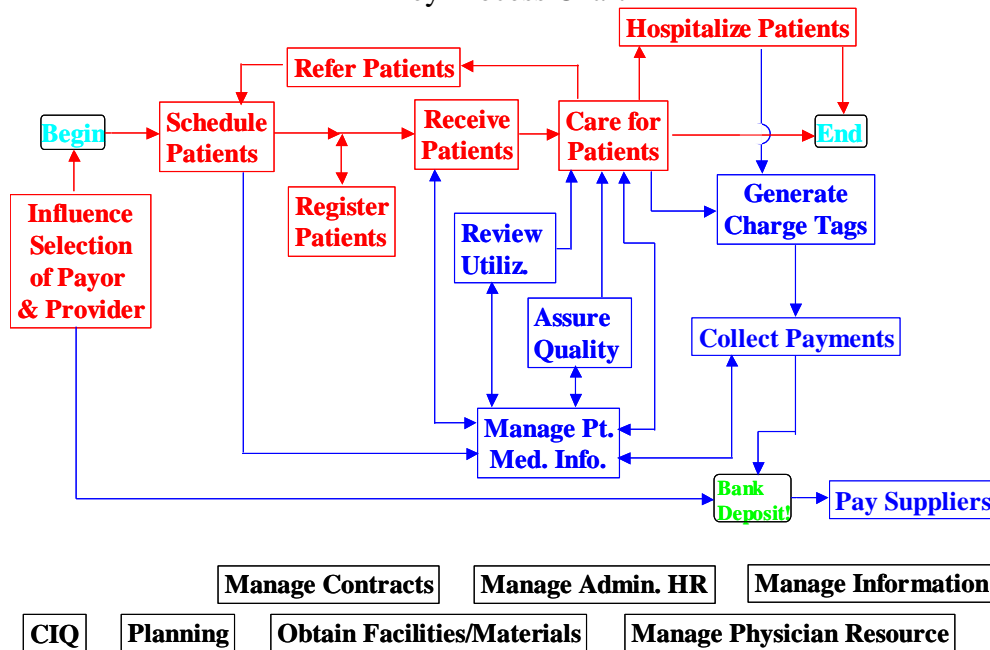 Hospitalize Patients
Refer Patients
Begin
Schedule
Patients
Receive
Patients
Care for
Patients
End
Register
Patients
Influence
Selection
of Payor
& Provider
Review
Utiliz.
Generate
Charge Tags
Assure
Quality
Collect Payments
Manage Pt.
Med. Info.
Bank
Deposit!
Pay Suppliers
Manage Contracts
Manage Admin. HR
Manage Information
CIQ
Planning
Obtain Facilities/Materials
Manage Physician Resource